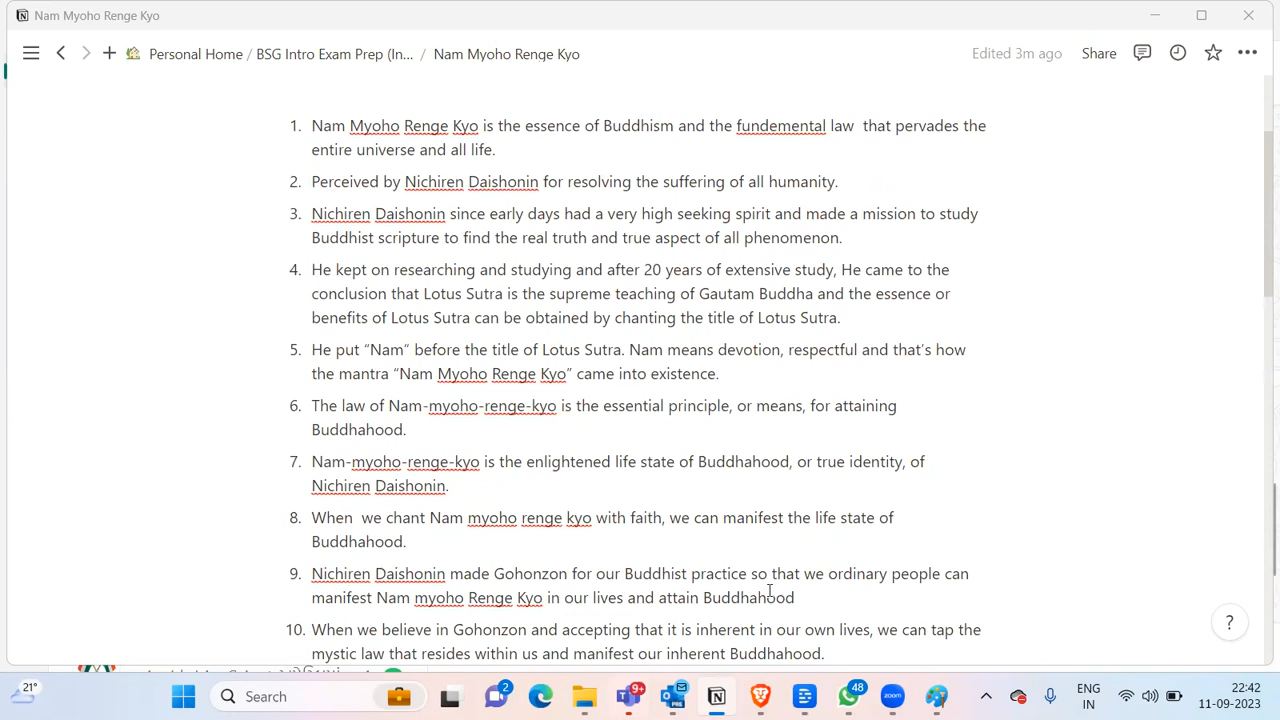 Nam Myoho Renge Kyo
Personal Home / BSG Intro Exam Prep (In... / Nam Myoho Renge Kyo
Edited 3m ago
Share
1. Nam Myoho Renge Kyo is the essence of Buddhism and the fundemental law that pervades the
entire universe and all life.
2. Perceived by Nichiren Daishonin for resolving the suffering of all humanity.
3. Nichiren Daishonin since early days had a very high seeking spirit and made a mission to study
Buddhist scripture to find the real truth and true aspect of all phenomenon.
4. He kept on researching and studying and after 20 years of extensive study, He came to the
conclusion that Lotus Sutra is the supreme teaching of Gautam Buddha and the essence or
benefits of Lotus Sutra can be obtained by chanting the title of Lotus Sutra.
5. He put “Nam” before the title of Lotus Sutra. Nam means devotion, respectful and that’s how
the mantra “Nam Myoho Renge Kyo” came into existence.
6. The law of Nam-myoho-renge-kyo is the essential principle, or means, for attaining
Buddhahood.
7. Nam-myoho-renge-kyo is the enlightened life state of Buddhahood, or true identity, of
Nichiren Daishonin.
8. When we chant Nam myoho renge kyo with faith, we can manifest the life state of
Buddhahood.
9. Nichiren Daishonin made Gohonzon for our Buddhist practice so that we ordinary people can
manifest Nam myoho Renge Kyo in our lives and attain Buddhahood
10. When we believe in Gohonzon and accepting that it is inherent in our own lives, we can tap the
mystic law that resides within us and manifest our inherent Buddhahood.
?
21°
Search
2
9+
PRE
48
zoom
ENG
IN
22:42
11-09-2023